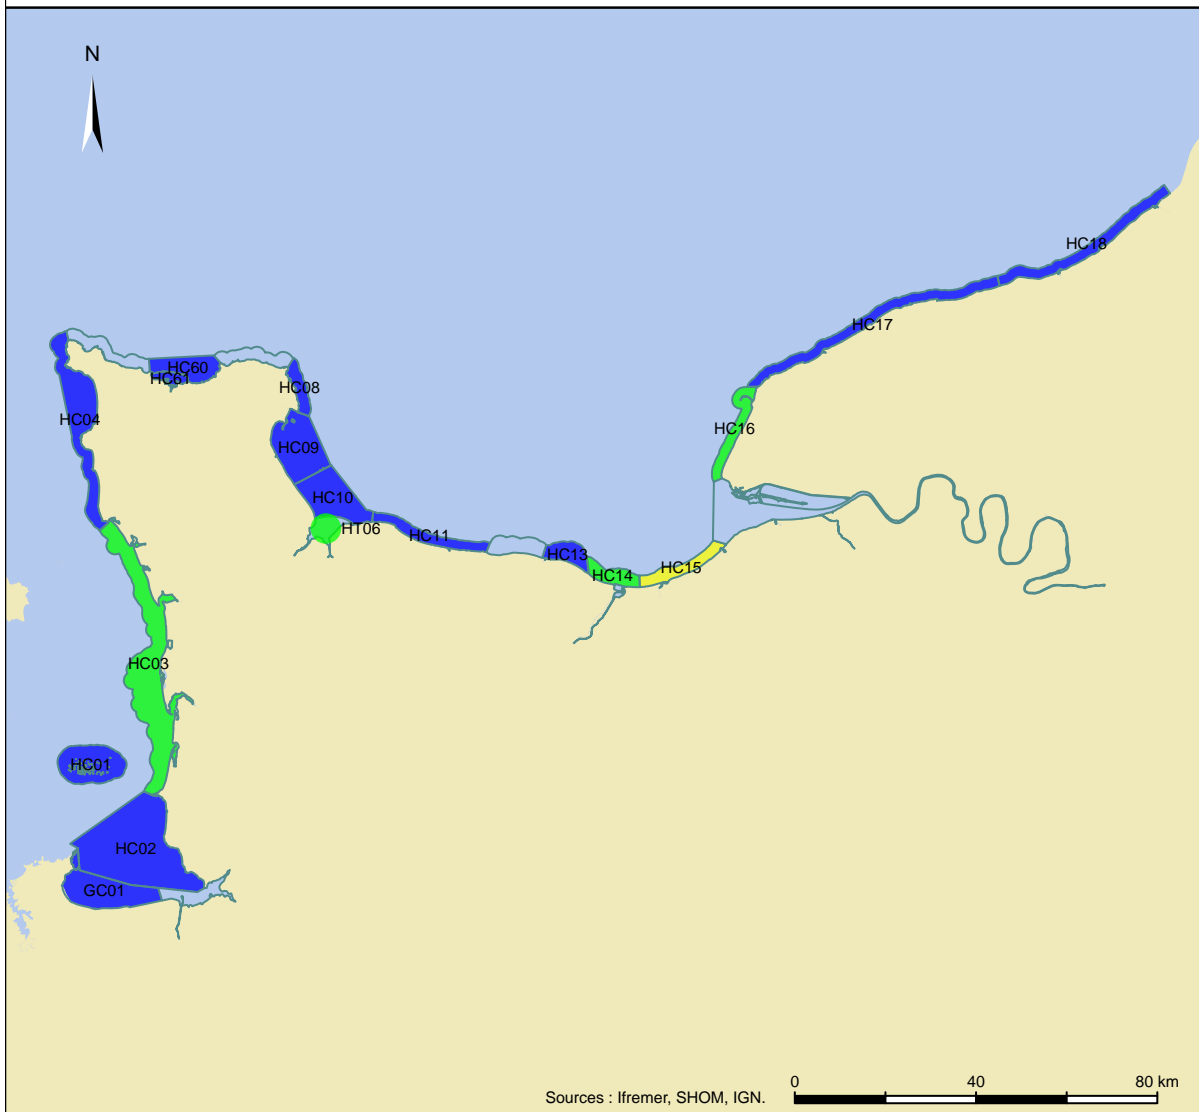 N
HC18
HC17
HC60
HC61
HC08
HC04
HC16
HC09
HC10
HT06
HC11
HC13
HC15
HC14
HC03
HC01
HC02
GC01
0 40 80 km
Sources : Ifremer, SHOM, IGN.